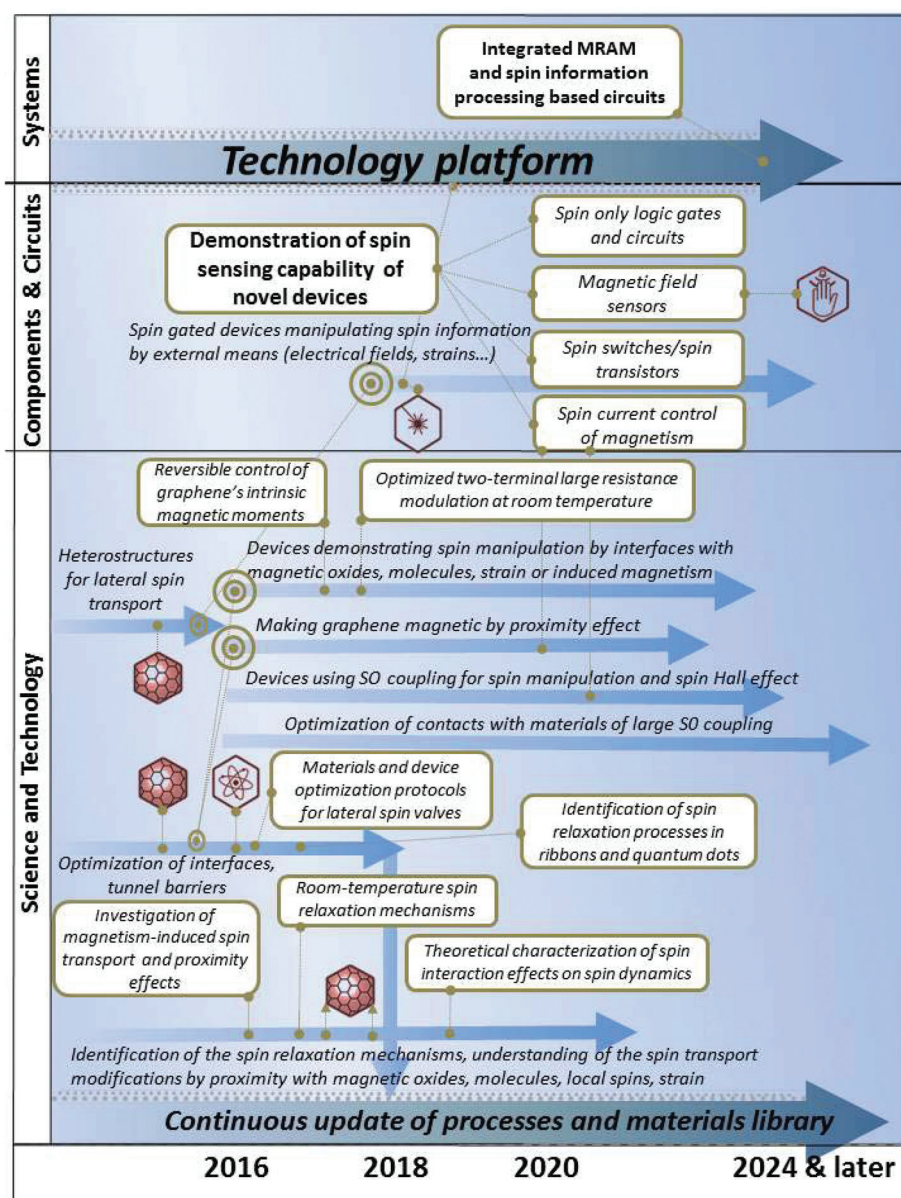 Systems
Integrated MRAM
and spin information
processing based circuits
Technology platform
Components & Circuits
Demonstration of spin
sensing capability of
novel devices
Spin only logic gates
and circuits
Magnetic field
sensors
Spin gated devices manipulating spin information
by external means (electrical fields, strains...)
Spin switches/spin
transistors
Spin current control
of magnetism
Science and Technology
Reversible control of
graphene's intrinsic
magnetic moments
Optimized two-terminal large resistance
modulation at room temperature
Heterostructures
for lateral spin
transport
Devices demonstrating spin manipulation by interfaces with
magnetic oxides, molecules, strain or induced magnetism
Making graphene magnetic by proximity effect
Devices using SO coupling for spin manipulation and spin Hall effect
Optimization of contacts with materials of large S0 coupling
Materials and device
optimization protocols
for lateral spin valves
Identification of spin
relaxation processes in
ribbons and quantum dots
Optimization of interfaces,
tunnel barriers
Room-temperature spin
relaxation mechanisms
Investigation of
magnetism-induced spin
transport and proximity
effects
Theoretical characterization of spin
interaction effects on spin dynamics
Identification of the spin relaxation mechanisms, understanding of the spin transport
modifications by proximity with magnetic oxides, molecules, local spins, strain
Continuous update of processes and materials library
2016 2018 2020 2024 & later